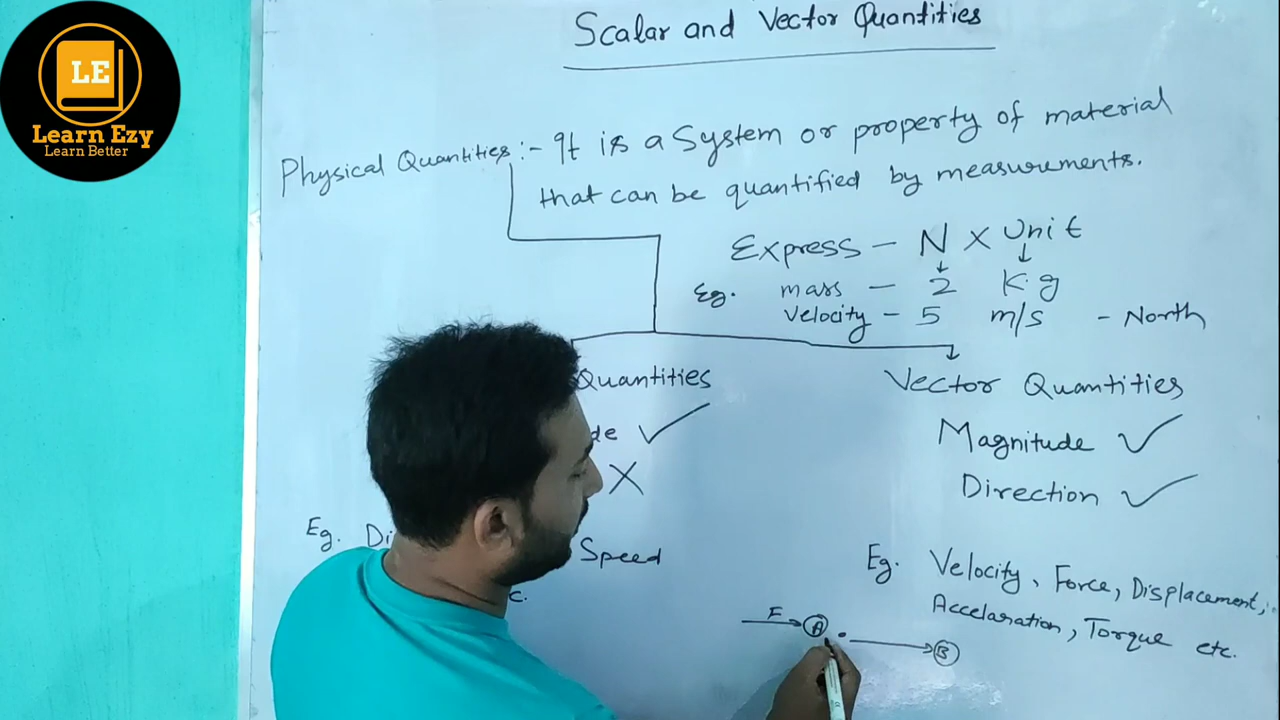 LE
Learn Ezy
Learn Better
Scalar and Vector Quantities
Physical Quantities :- It is a System or property of material
that can be quantified by measurements.
Express - N X Unit
Eg. mass - 2 K.g
Velocity - 5 m/s - North
Quantities
Vector Quantities
de ✓
Magnitude ✓
X
Direction ✓
Eg. Di
Speed
c.
Eg. Velocity, Force, Displacement,
Accelaration, Torque etc.
F A
B